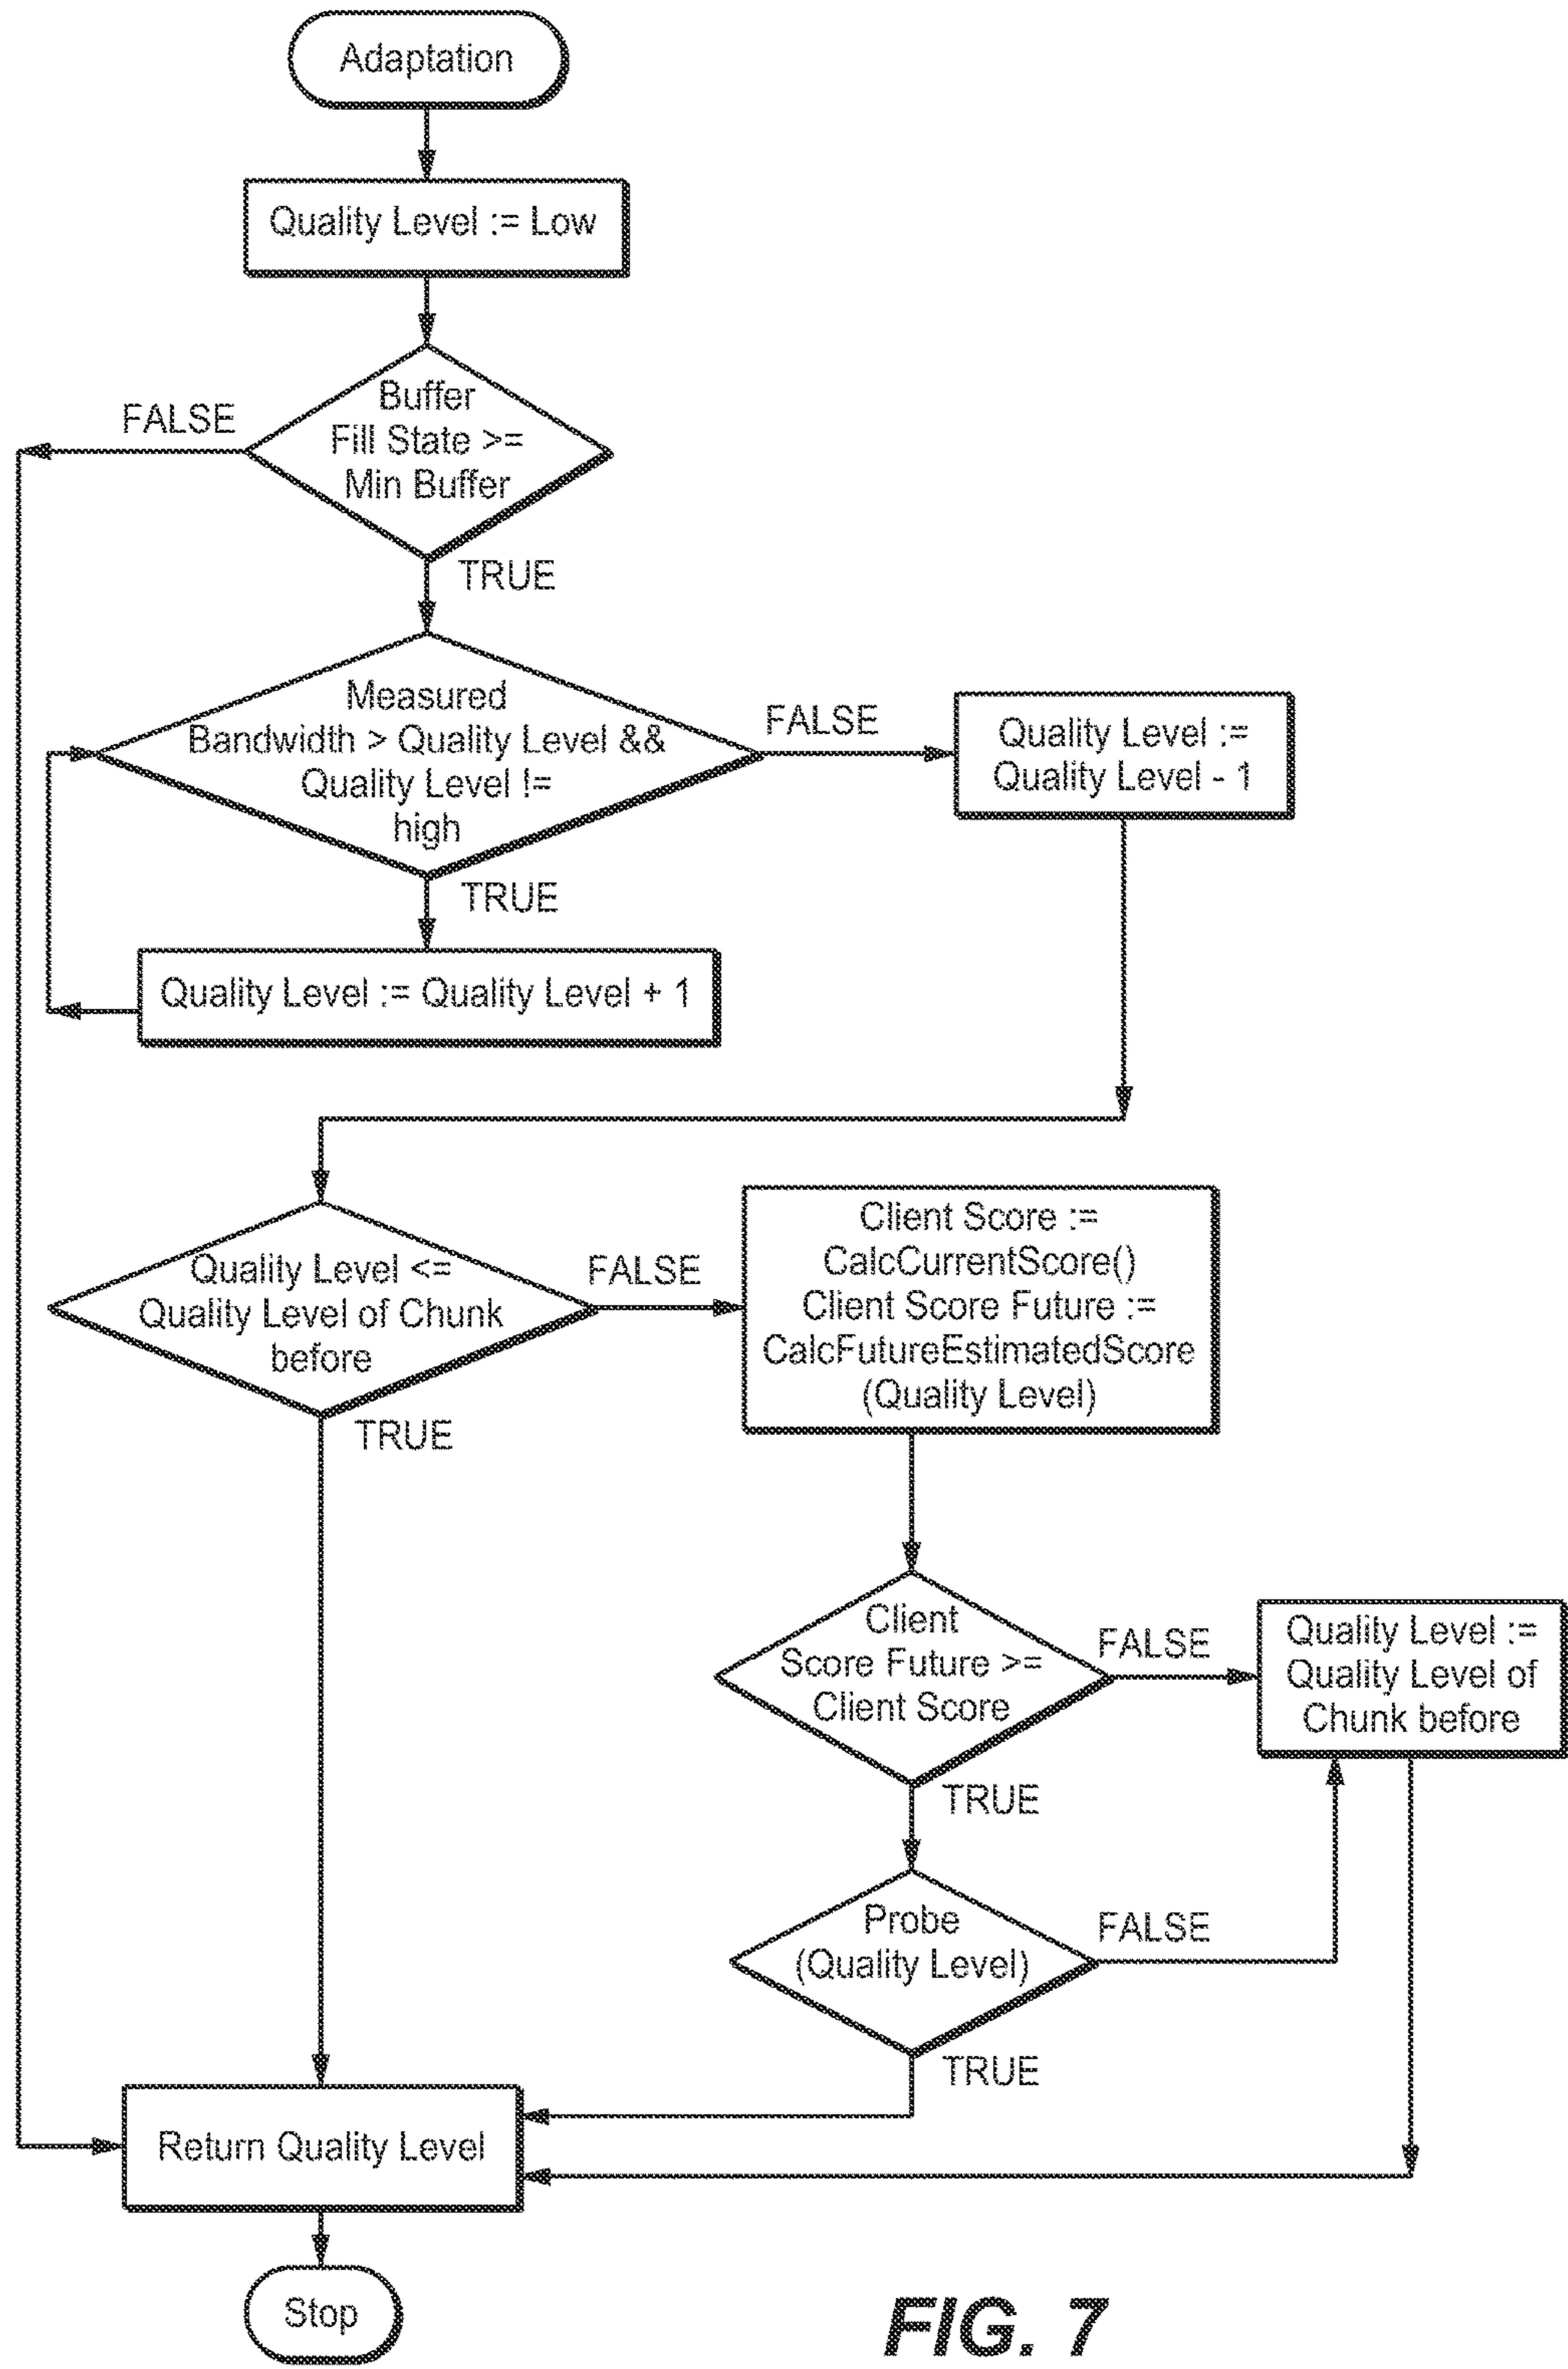 Adaptation
Quality Level := Low
Buffer
Fill State >=
Min Buffer
FALSE
TRUE
Measured
Bandwidth > Quality Level &&
Quality Level !=
high
FALSE
Quality Level :=
Quality Level - 1
TRUE
Quality Level := Quality Level + 1
Quality Level <=
Quality Level of Chunk
before
FALSE
Client Score :=
CalcCurrentScore()
Client Score Future :=
CalcFutureEstimatedScore
(Quality Level)
TRUE
Client
Score Future >=
Client Score
FALSE
Quality Level :=
Quality Level of
Chunk before
TRUE
Probe
(Quality Level)
FALSE
TRUE
Return Quality Level
Stop
FIG. 7